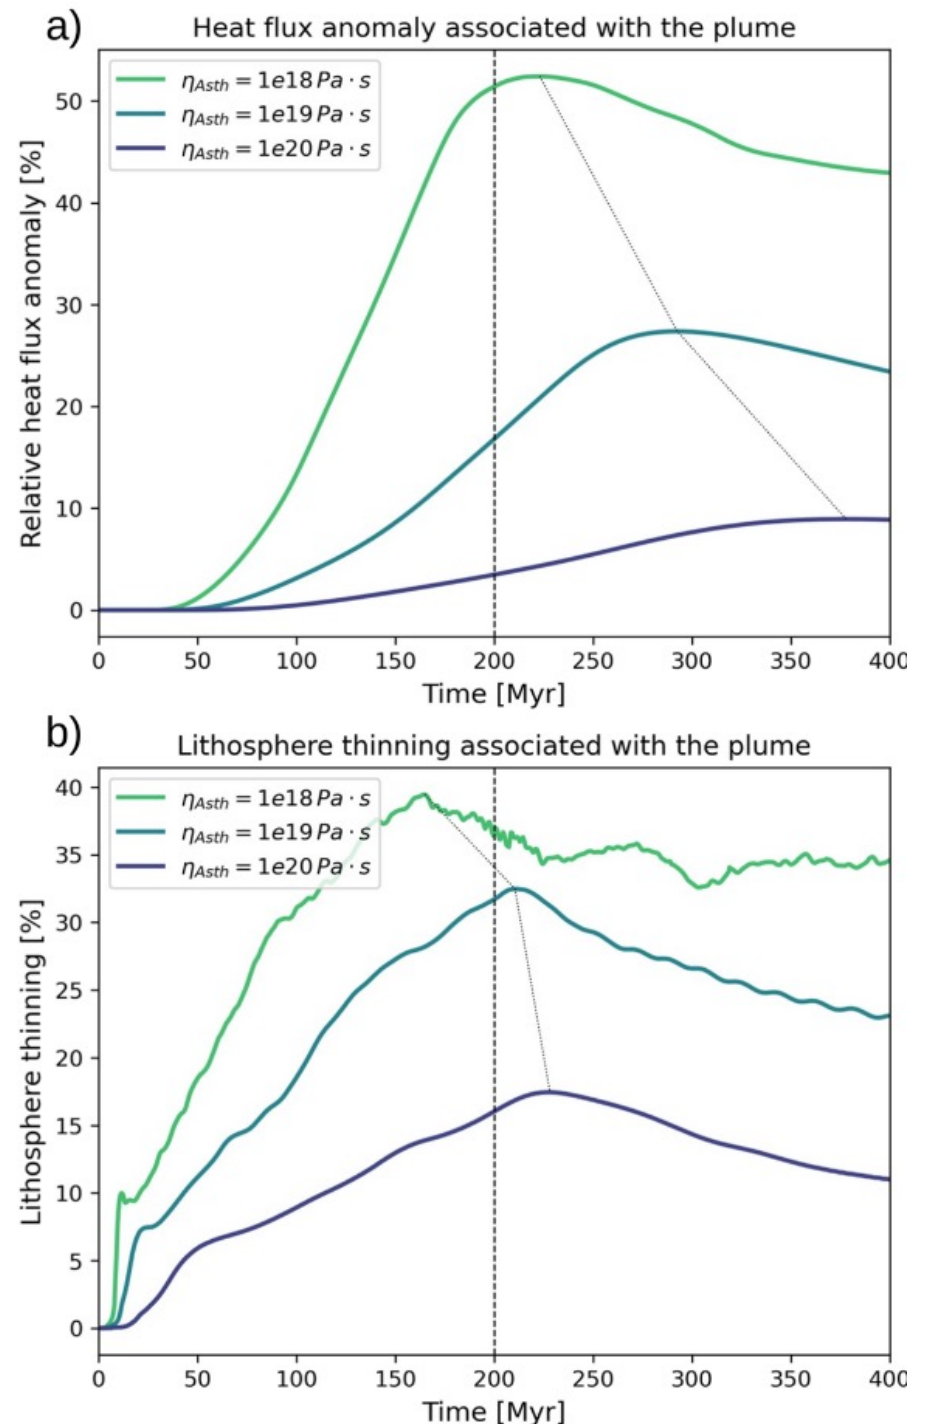 a)
Heat flux anomaly associated with the plume
η_Asth = 1e18 Pa · s
η_Asth = 1e19 Pa · s
η_Asth = 1e20 Pa · s
Relative heat flux anomaly [%]
50
40
30
20
10
0
0 50 100 150 200 250 300 350 400
Time [Myr]
b)
Lithosphere thinning associated with the plume
η_Asth = 1e18 Pa · s
η_Asth = 1e19 Pa · s
η_Asth = 1e20 Pa · s
Lithosphere thinning [%]
40
35
30
25
20
15
10
5
0
0 50 100 150 200 250 300 350 400
Time [Myr]